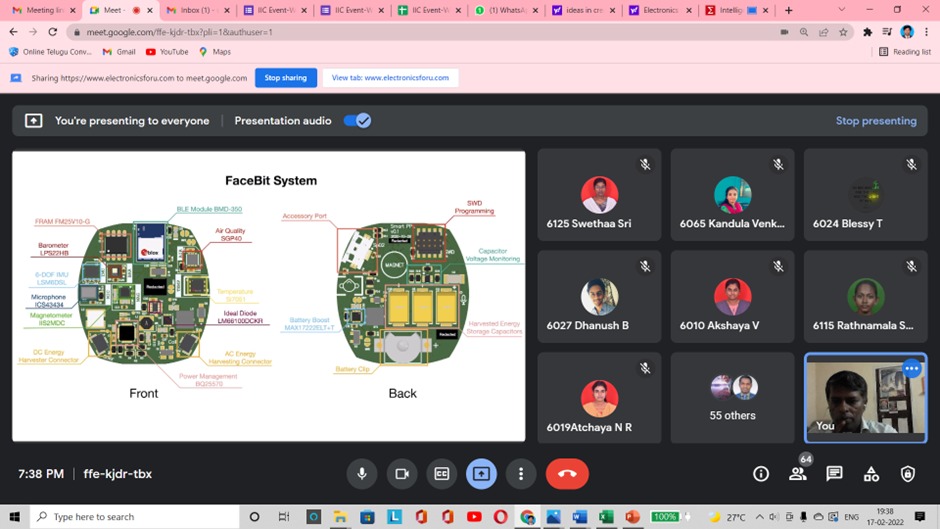 Meeting lin
Meet -
Inbox (1) -
IIC Event-W
IIC Event-W
IIC Event-W
(1) WhatsA
ideas in cre
Electronics
Intellig
meet.google.com/ffe-kjdr-tbx?pli=1&authuser=1
Online Telugu Conv...
Gmail
YouTube
Maps
Reading list
Sharing https://www.electronicsforu.com to meet.google.com
Stop sharing
View tab: www.electronicsforu.com
You're presenting to everyone
Presentation audio
Stop presenting
FaceBit System
FRAM FM25V10-G
Barometer
LPS22HB
6-DOF IMU
LSM6DSL
Microphone
ICS43434
Magnetometer
IIS2MDC
DC Energy
Harvester Connector
BLE Module BMD-350
Air Quality
SGP40
Redacted
Temperature
Ideal Diode
LM66100DCKR
AC Energy
Harvesting Connector
Power Management
BQ25570
Front
Accessory Port
SWD
Programming
Redacted
MAGNET
Capacitor
Voltage Monitoring
Battery Boost
MAX17222ELT+T
Harvested Energy
Storage Capacitors
Redacted
Battery Clip
Back
6125 Swethaa Sri
6065 Kandula Venk...
6024 Blessy T
6027 Dhanush B
6010 Akshaya V
6115 Rathnamala S...
6019Atchaya N R
55 others
You
7:38 PM
ffe-kjdr-tbx
64
Type here to search
100%
27°C
ENG
19:38
17-02-2022